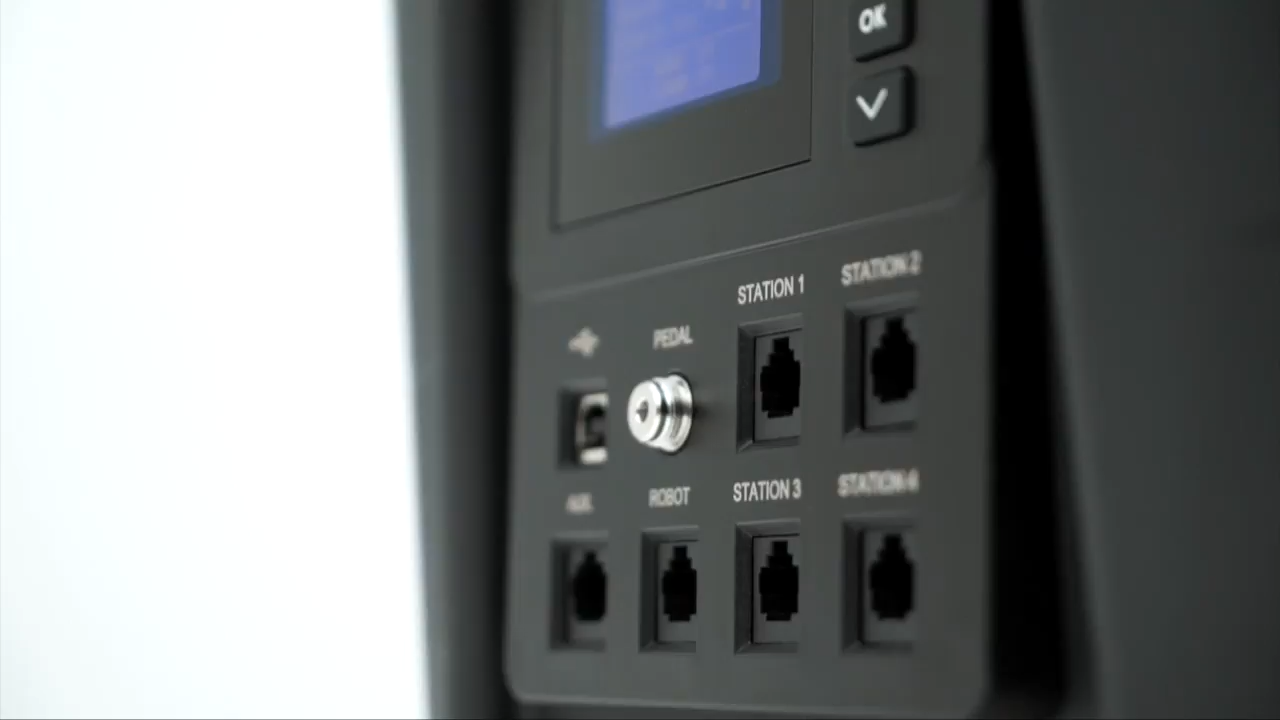 OK
STATION 1
STATION 2
PEDAL
AUX.
ROBOT
STATION 3
STATION 4